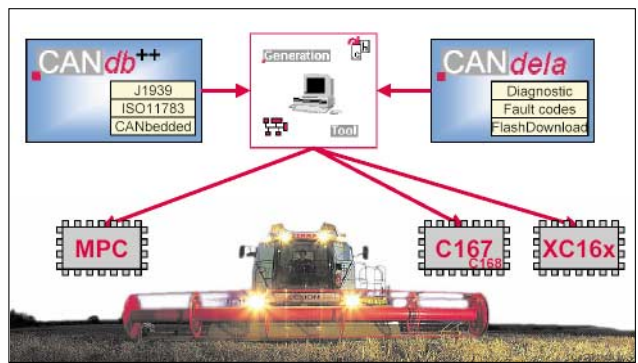 CANdb++
J1939
ISO11783
CANbedded
Generation
Tool
CANdela
Diagnostic
Fault codes
FlashDownload
MPC
C167
C168
XC16x